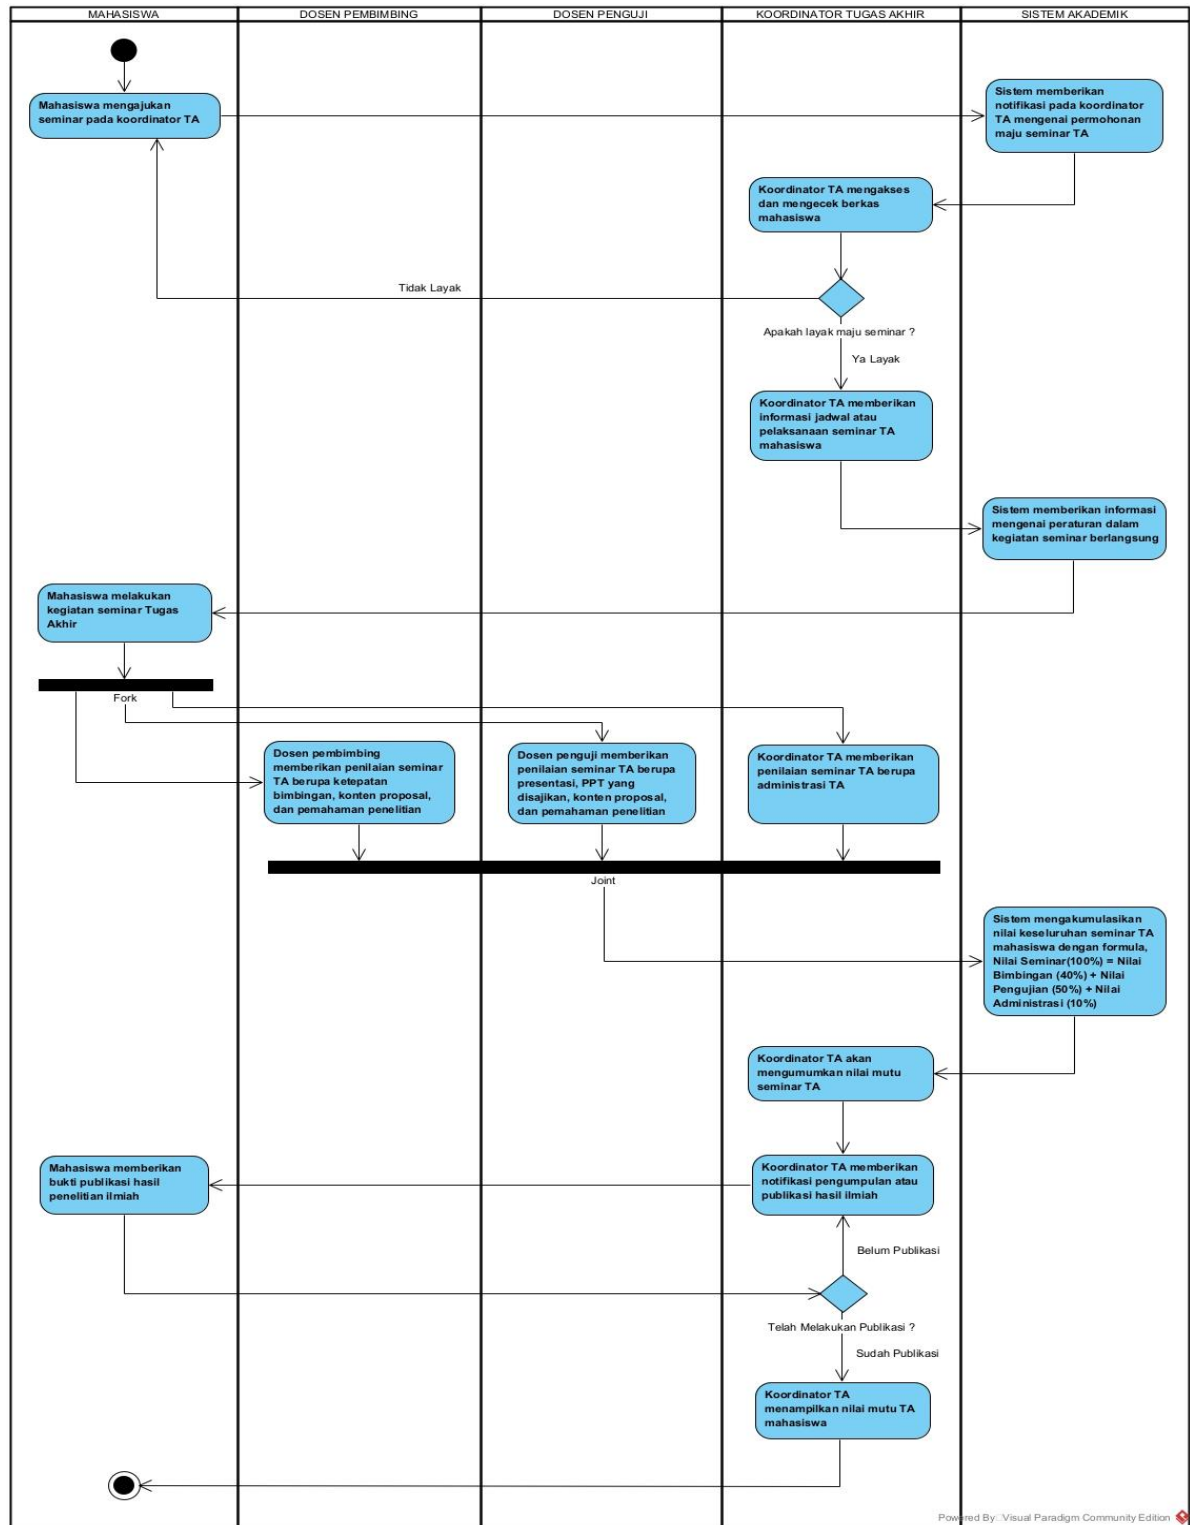 MAHASISWA
DOSEN PEMBIMBING
DOSEN PENGUJI
KOORDINATOR TUGAS AKHIR
SISTEM AKADEMIK
Mahasiswa mengajukan
seminar pada koordinator TA
Sistem memberikan
notifikasi pada koordinator
TA mengenai permohonan
maju seminar TA
Koordinator TA mengakses
dan mengecek berkas
mahasiswa
Tidak Layak
Apakah layak maju seminar ?
Ya Layak
Koordinator TA memberikan
informasi jadwal atau
pelaksanaan seminar TA
mahasiswa
Sistem memberikan informasi
mengenai peraturan dalam
kegiatan seminar berlangsung
Mahasiswa melakukan
kegiatan seminar Tugas
Akhir
Fork
Dosen pembimbing
memberikan penilaian seminar
TA berupa ketepatan
bimbingan, konten proposal,
dan pemahaman penelitian
Dosen penguji memberikan
penilaian seminar TA berupa
presentasi, PPT yang
disajikan, konten proposal,
dan pemahaman penelitian
Koordinator TA memberikan
penilaian seminar TA berupa
administrasi TA
Joint
Sistem mengakumulasikan
nilai keseluruhan seminar TA
mahasiswa dengan formula,
Nilai Seminar(100%) = Nilai
Bimbingan (40%) + Nilai
Pengujian (50%) + Nilai
Administrasi (10%)
Koordinator TA akan
mengumumkan nilai mutu
seminar TA
Mahasiswa memberikan
bukti publikasi hasil
penelitian ilmiah
Koordinator TA memberikan
notifikasi pengumpulan atau
publikasi hasil ilmiah
Belum Publikasi
Telah Melakukan Publikasi ?
Sudah Publikasi
Koordinator TA
menampilkan nilai mutu TA
mahasiswa
Powered By Visual Paradigm Community Edition